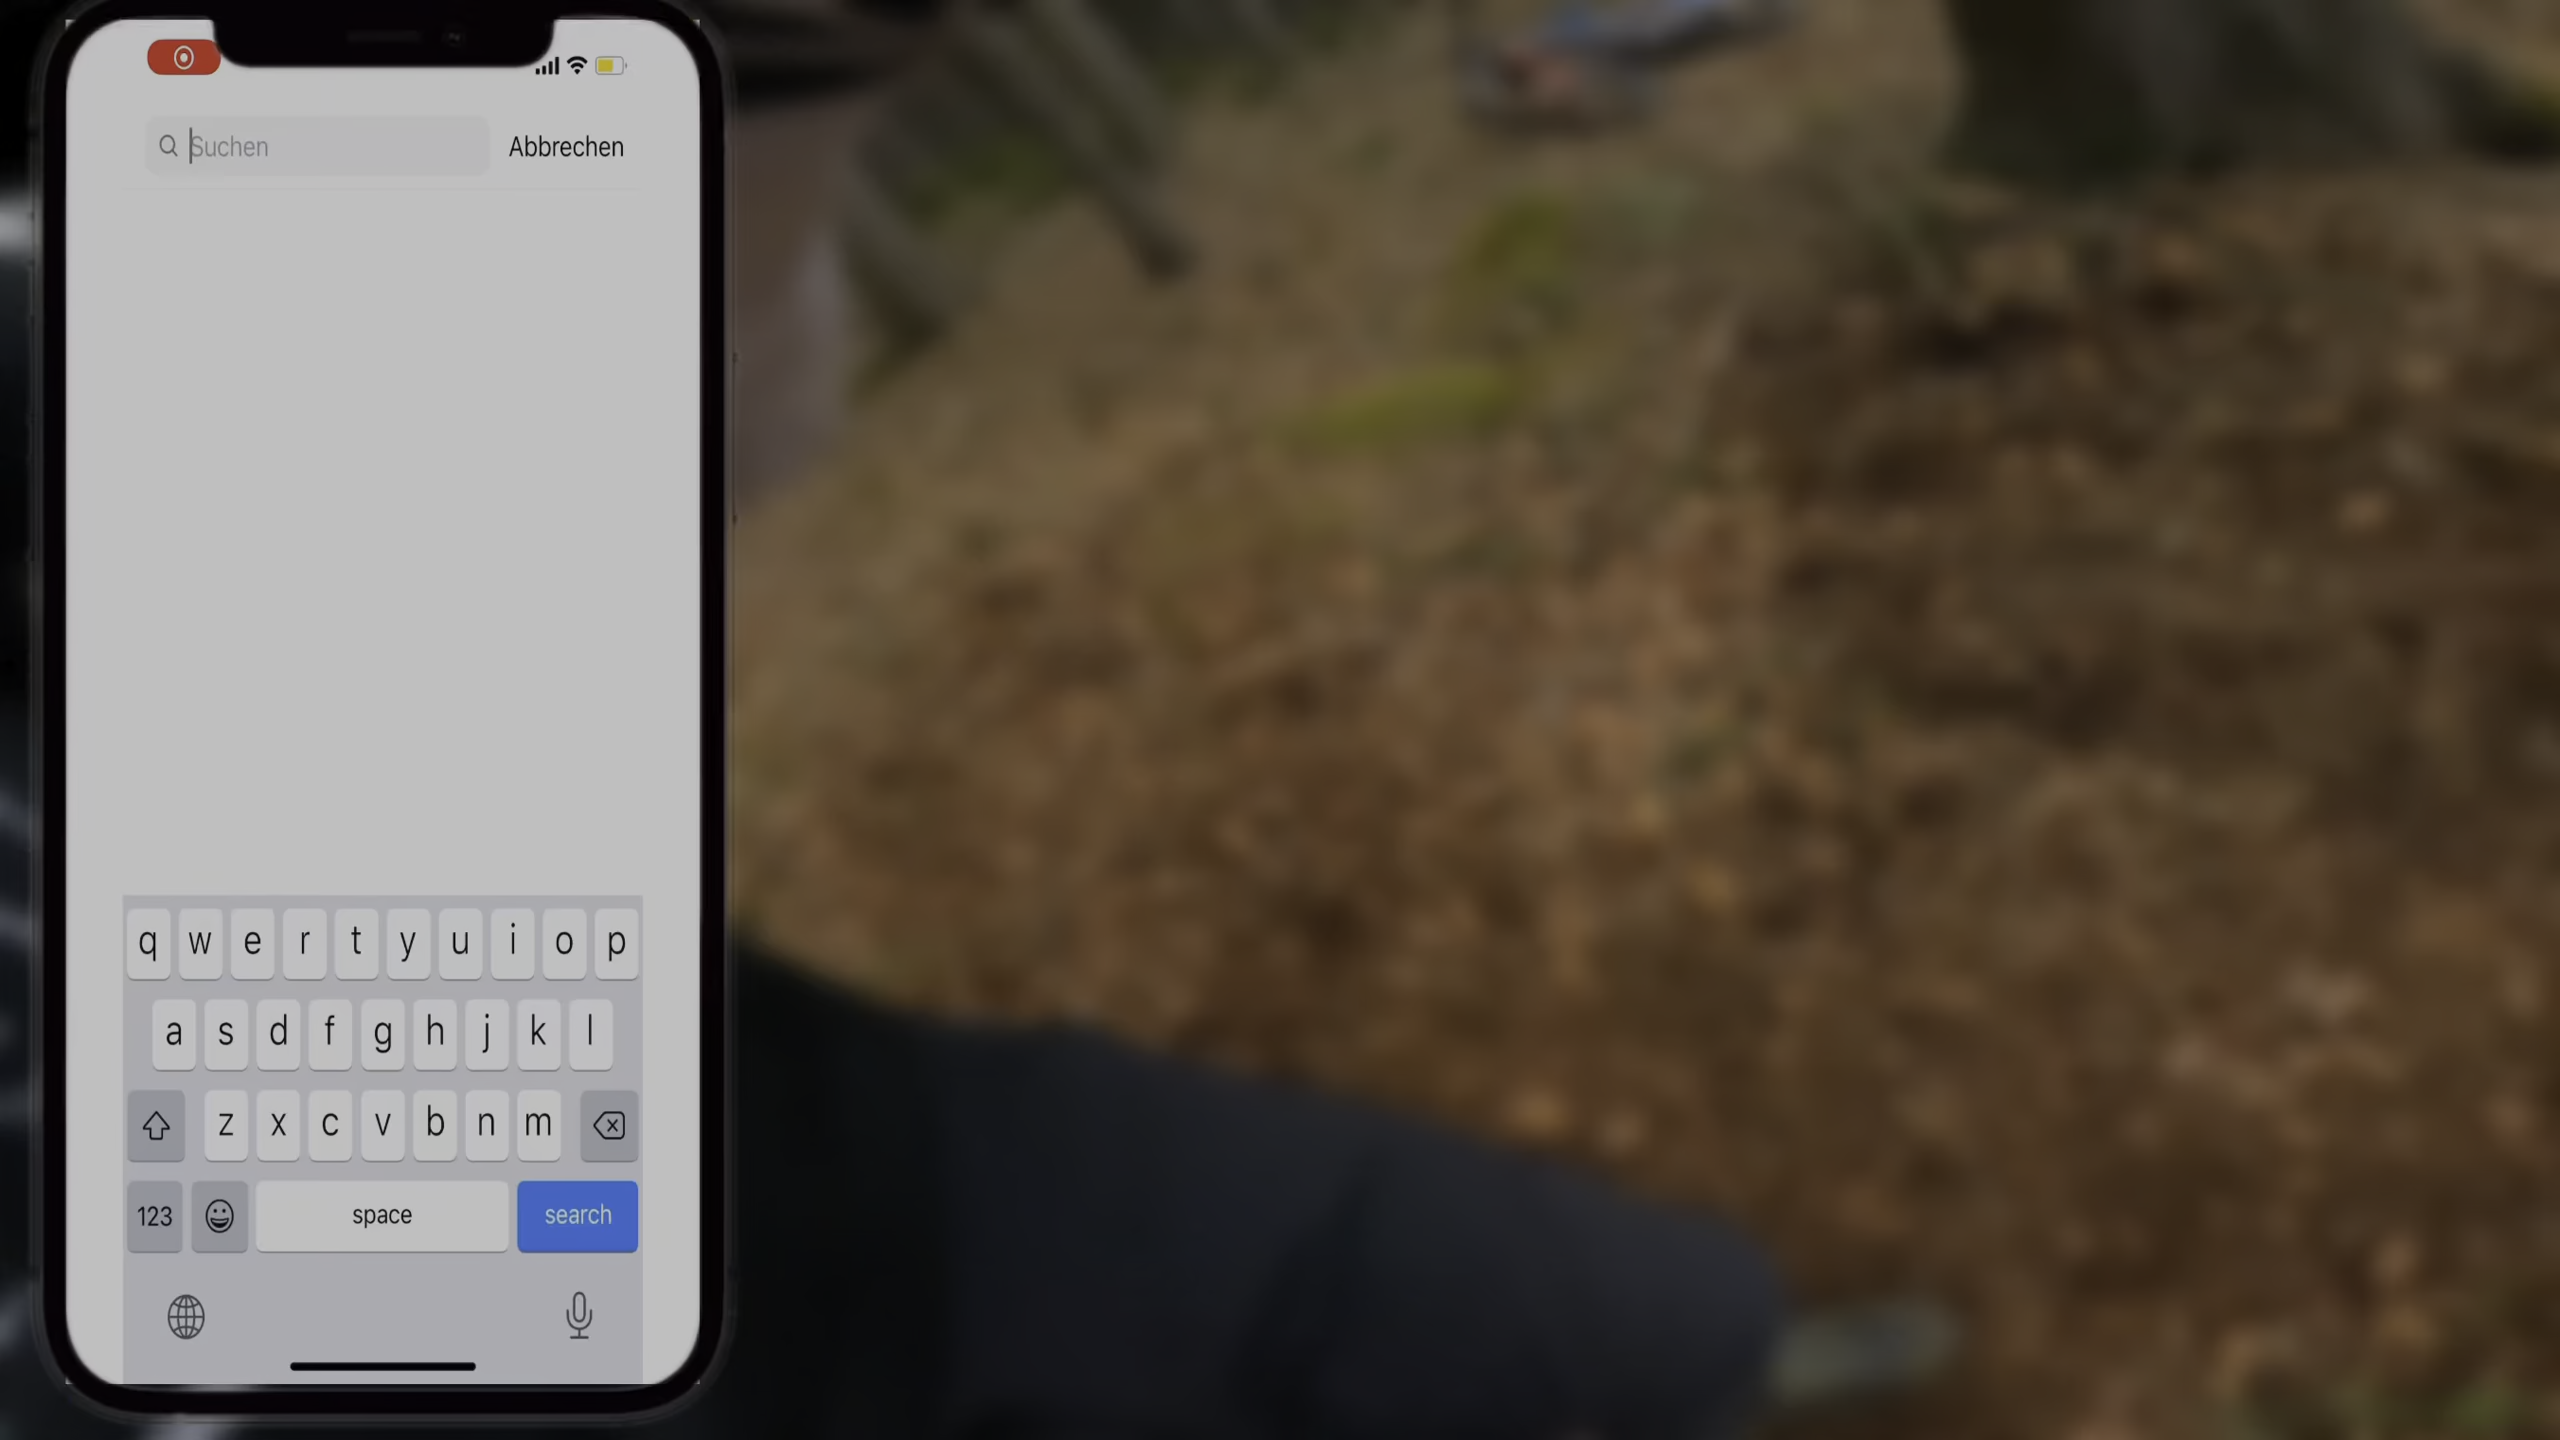 Suchen Abbrechen
q w e r t y u i o p
a s d f g h j k l
z x c v b n m
123 space search